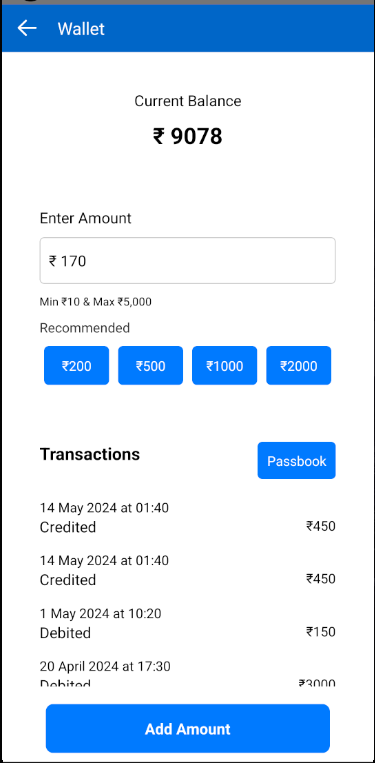 Wallet
Current Balance
₹ 9078
Enter Amount
₹ 170
Min ₹10 & Max ₹5,000
Recommended
₹200 ₹500 ₹1000 ₹2000
Transactions Passbook
14 May 2024 at 01:40
Credited ₹450
14 May 2024 at 01:40
Credited ₹450
1 May 2024 at 10:20
Debited ₹150
20 April 2024 at 17:30
Debited ₹3000
Add Amount